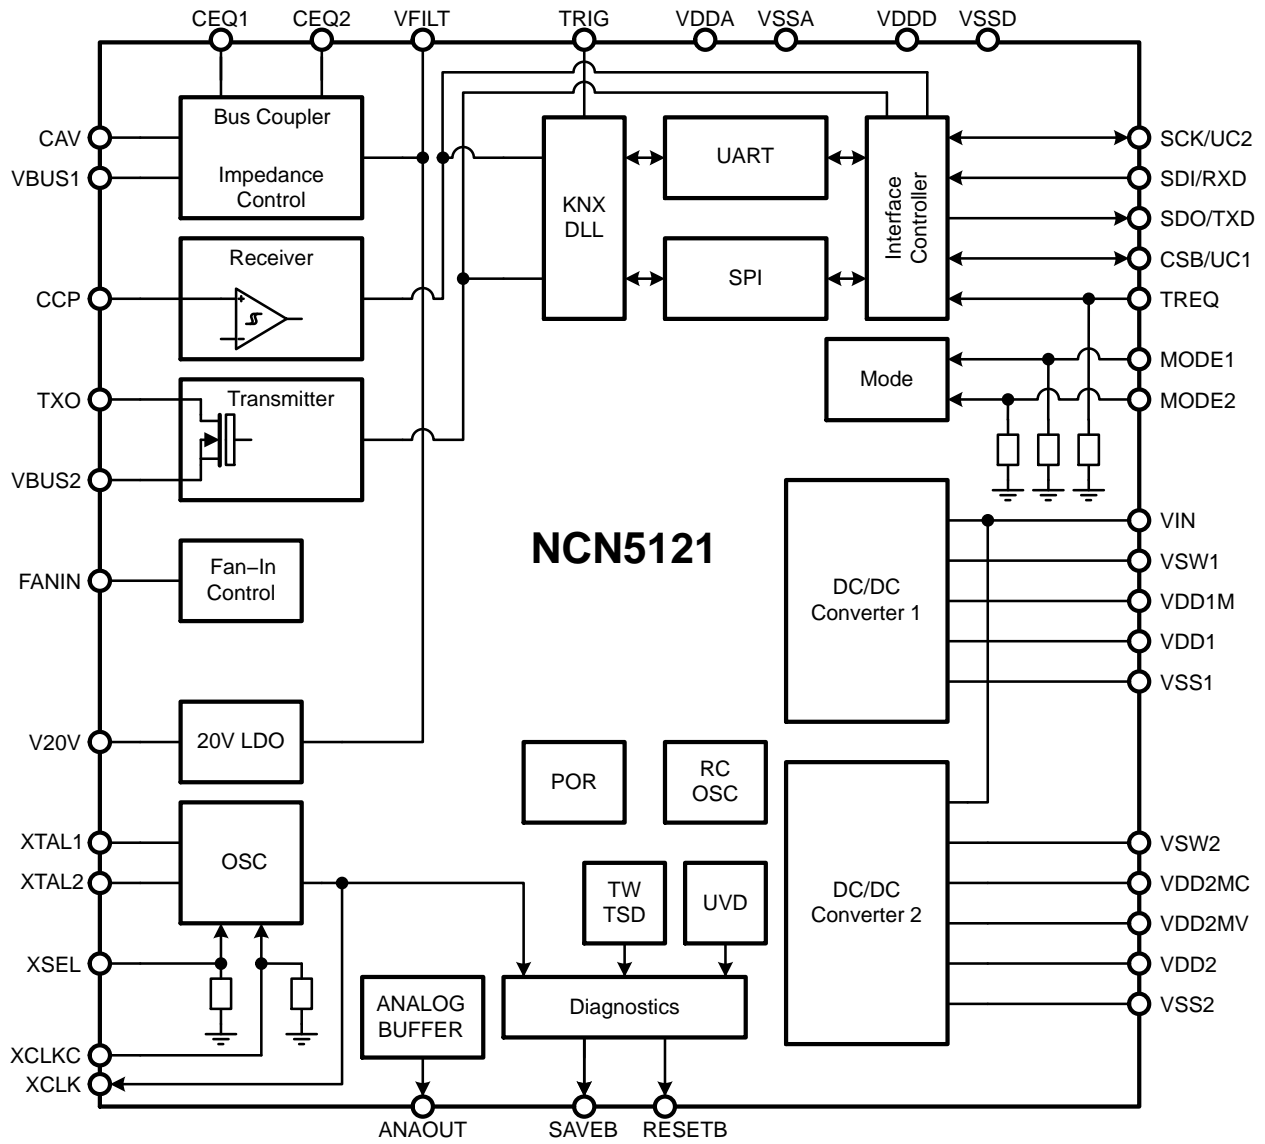 CEQ1 CEQ2 VFILT TRIG VDDA VSSA VDDD VSSD
CAV
VBUS1
Bus Coupler
Impedance
Control
CCP
Receiver
TXO
VBUS2
Transmitter
FANIN
Fan−In
Control
V20V
20V LDO
XTAL1
XTAL2
OSC
XSEL
XCLKC
XCLK
KNX
DLL
UART
SPI
Interface
Controller
SCK/UC2
SDI/RXD
SDO/TXD
CSB/UC1
TREQ
Mode
MODE1
MODE2
NCN5121
DC/DC
Converter 1
VIN
VSW1
VDD1M
VDD1
VSS1
POR
RC
OSC
TW
TSD
UVD
DC/DC
Converter 2
VSW2
VDD2MC
VDD2MV
VDD2
VSS2
ANALOG
BUFFER
Diagnostics
ANAOUT SAVEB RESETB